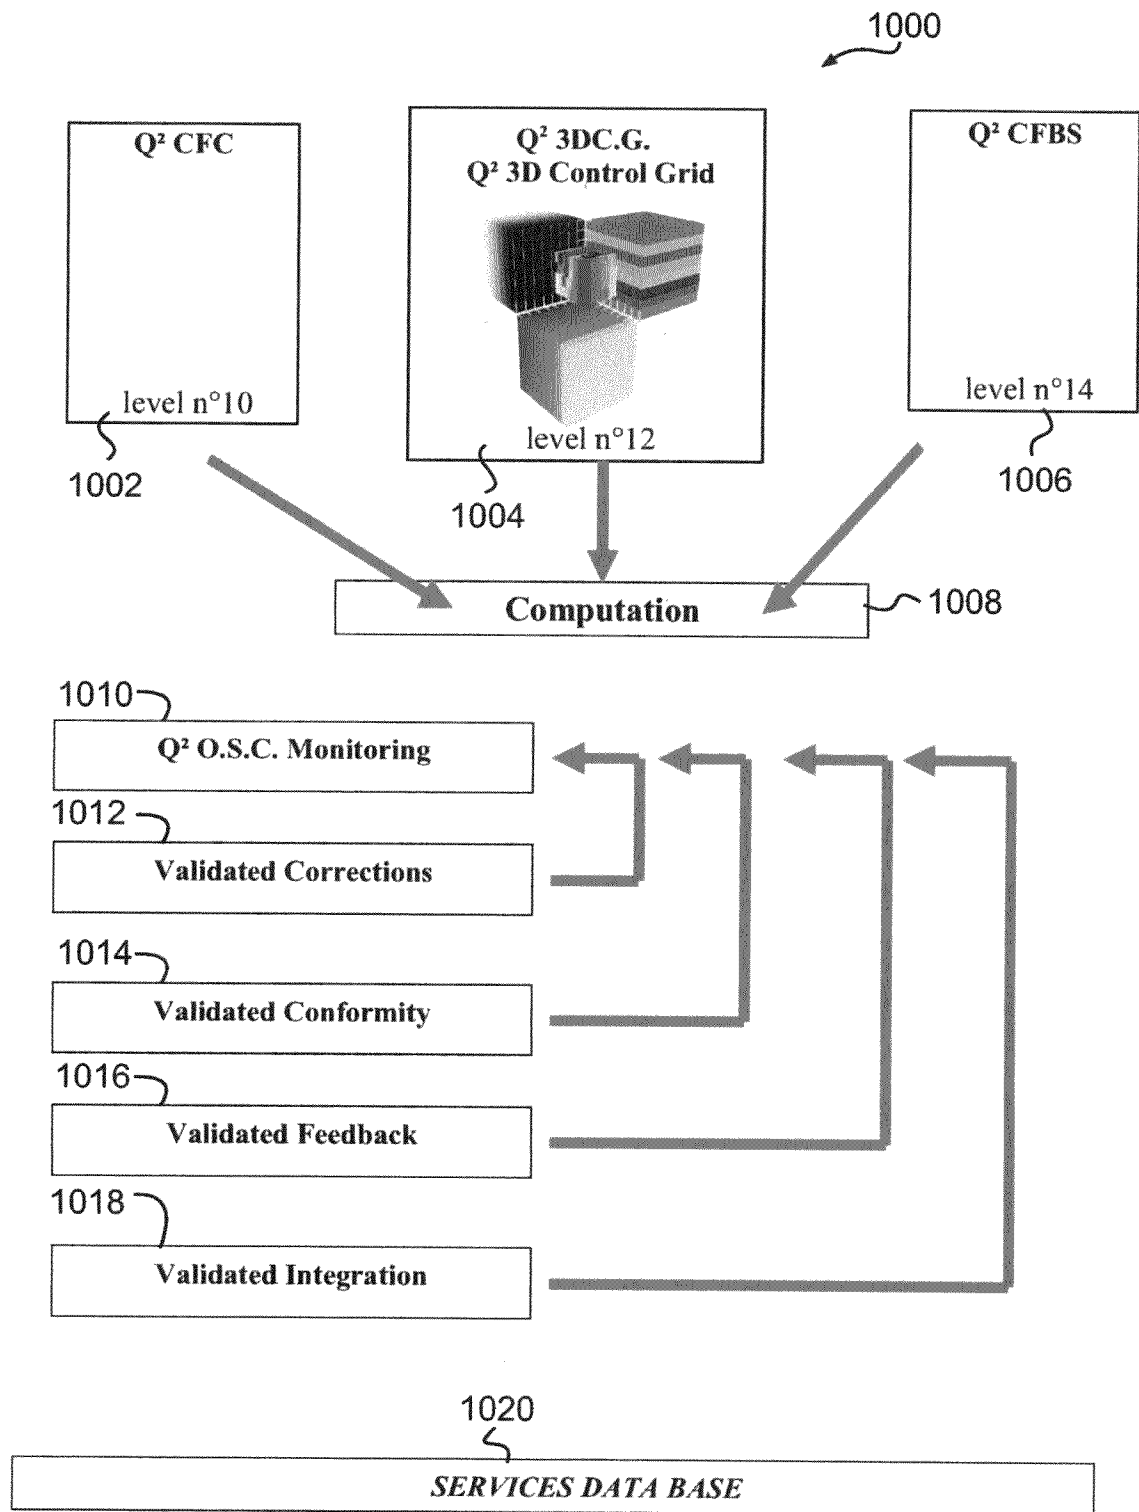 1000
Q² CFC
level n°10
1002
Q² 3DC.G.
Q² 3D Control Grid
level n°12
1004
Q² CFBS
level n°14
1006
Computation
1008
1010
Q² O.S.C. Monitoring
1012
Validated Corrections
1014
Validated Conformity
1016
Validated Feedback
1018
Validated Integration
1020
SERVICES DATA BASE